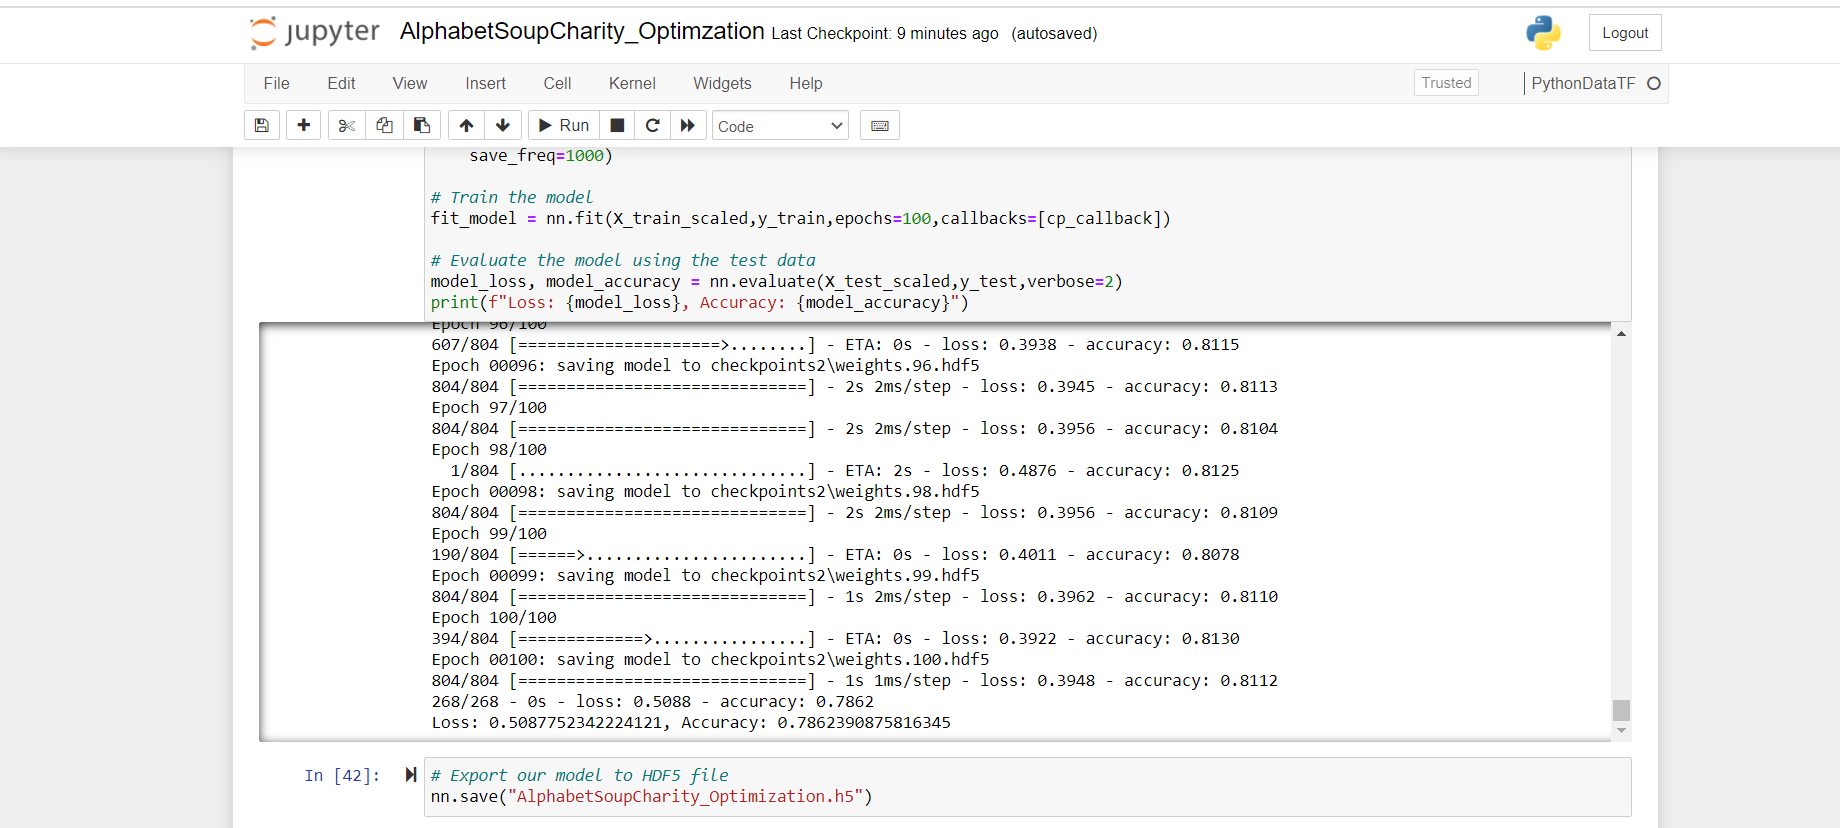 jupyter AlphabetSoupCharity_Optimzation Last Checkpoint: 9 minutes ago (autosaved) Logout
File Edit View Insert Cell Kernel Widgets Help Trusted PythonDataTF
Run Code
save_freq=1000)
# Train the model
fit_model = nn.fit(X_train_scaled,y_train,epochs=100,callbacks=[cp_callback])
# Evaluate the model using the test data
model_loss, model_accuracy = nn.evaluate(X_test_scaled,y_test,verbose=2)
print(f"Loss: {model_loss}, Accuracy: {model_accuracy}")
Epoch 96/100
607/804 [=====================>........] - ETA: 0s - loss: 0.3938 - accuracy: 0.8115
Epoch 00096: saving model to checkpoints2\weights.96.hdf5
804/804 [==============================] - 2s 2ms/step - loss: 0.3945 - accuracy: 0.8113
Epoch 97/100
804/804 [==============================] - 2s 2ms/step - loss: 0.3956 - accuracy: 0.8104
Epoch 98/100
1/804 [..............................] - ETA: 2s - loss: 0.4876 - accuracy: 0.8125
Epoch 00098: saving model to checkpoints2\weights.98.hdf5
804/804 [==============================] - 2s 2ms/step - loss: 0.3956 - accuracy: 0.8109
Epoch 99/100
190/804 [======>.......................] - ETA: 0s - loss: 0.4011 - accuracy: 0.8078
Epoch 00099: saving model to checkpoints2\weights.99.hdf5
804/804 [==============================] - 1s 2ms/step - loss: 0.3962 - accuracy: 0.8110
Epoch 100/100
394/804 [=============>................] - ETA: 0s - loss: 0.3922 - accuracy: 0.8130
Epoch 00100: saving model to checkpoints2\weights.100.hdf5
804/804 [==============================] - 1s 1ms/step - loss: 0.3948 - accuracy: 0.8112
268/268 - 0s - loss: 0.5088 - accuracy: 0.7862
Loss: 0.5087752342224121, Accuracy: 0.7862390875816345
In [42]: # Export our model to HDF5 file
nn.save("AlphabetSoupCharity_Optimization.h5")